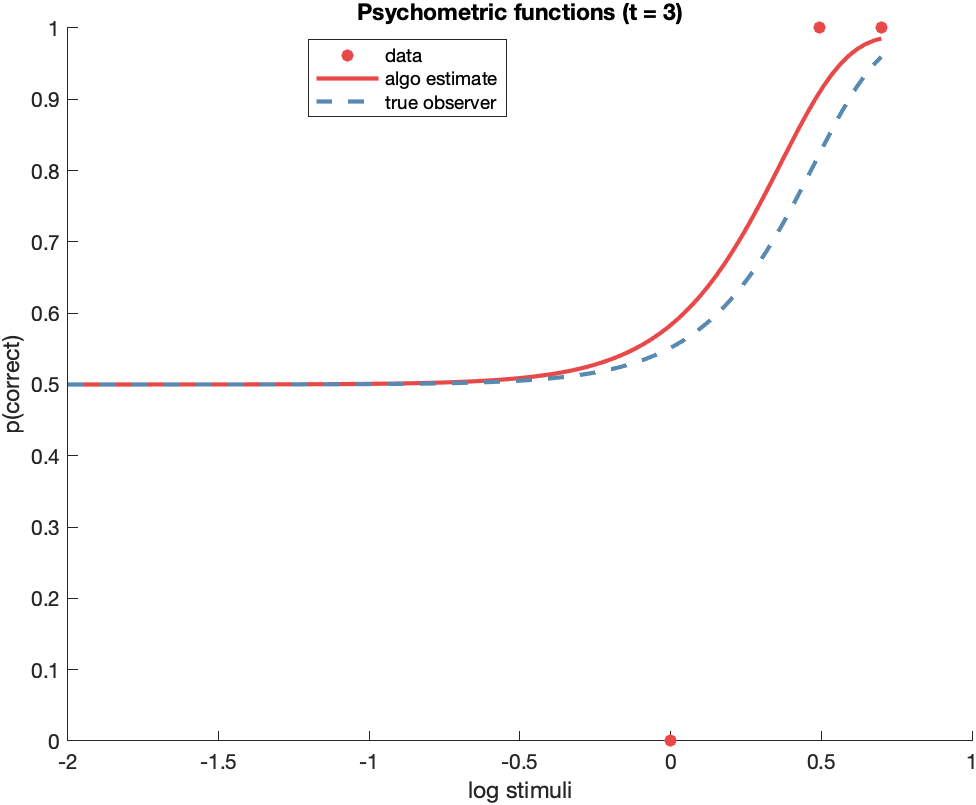 Psychometric functions (t = 3)
data
algo estimate
true observer
p(correct)
1
0.9
0.8
0.7
0.6
0.5
0.4
0.3
0.2
0.1
0
-2 -1.5 -1 -0.5 0 0.5 1
log stimuli